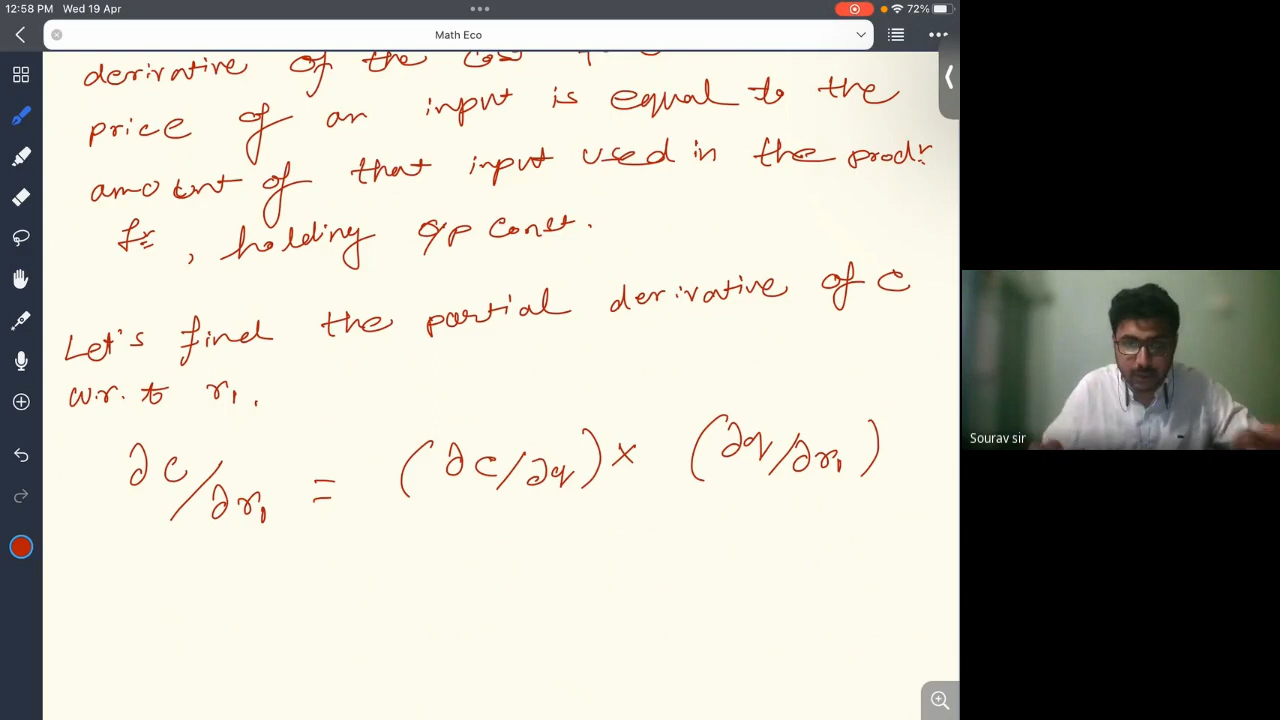 12:58 PM Wed 19 Apr
72%
Math Eco
derivative of the cost
price of an input is equal to the
amount of that input used in the prodn
fn, holding o/p const.
Let's find the partial derivative of C
w.r. to r₁.
∂C/∂r₁ = (∂C/∂q) × (∂q/∂r₁)
Sourav sir